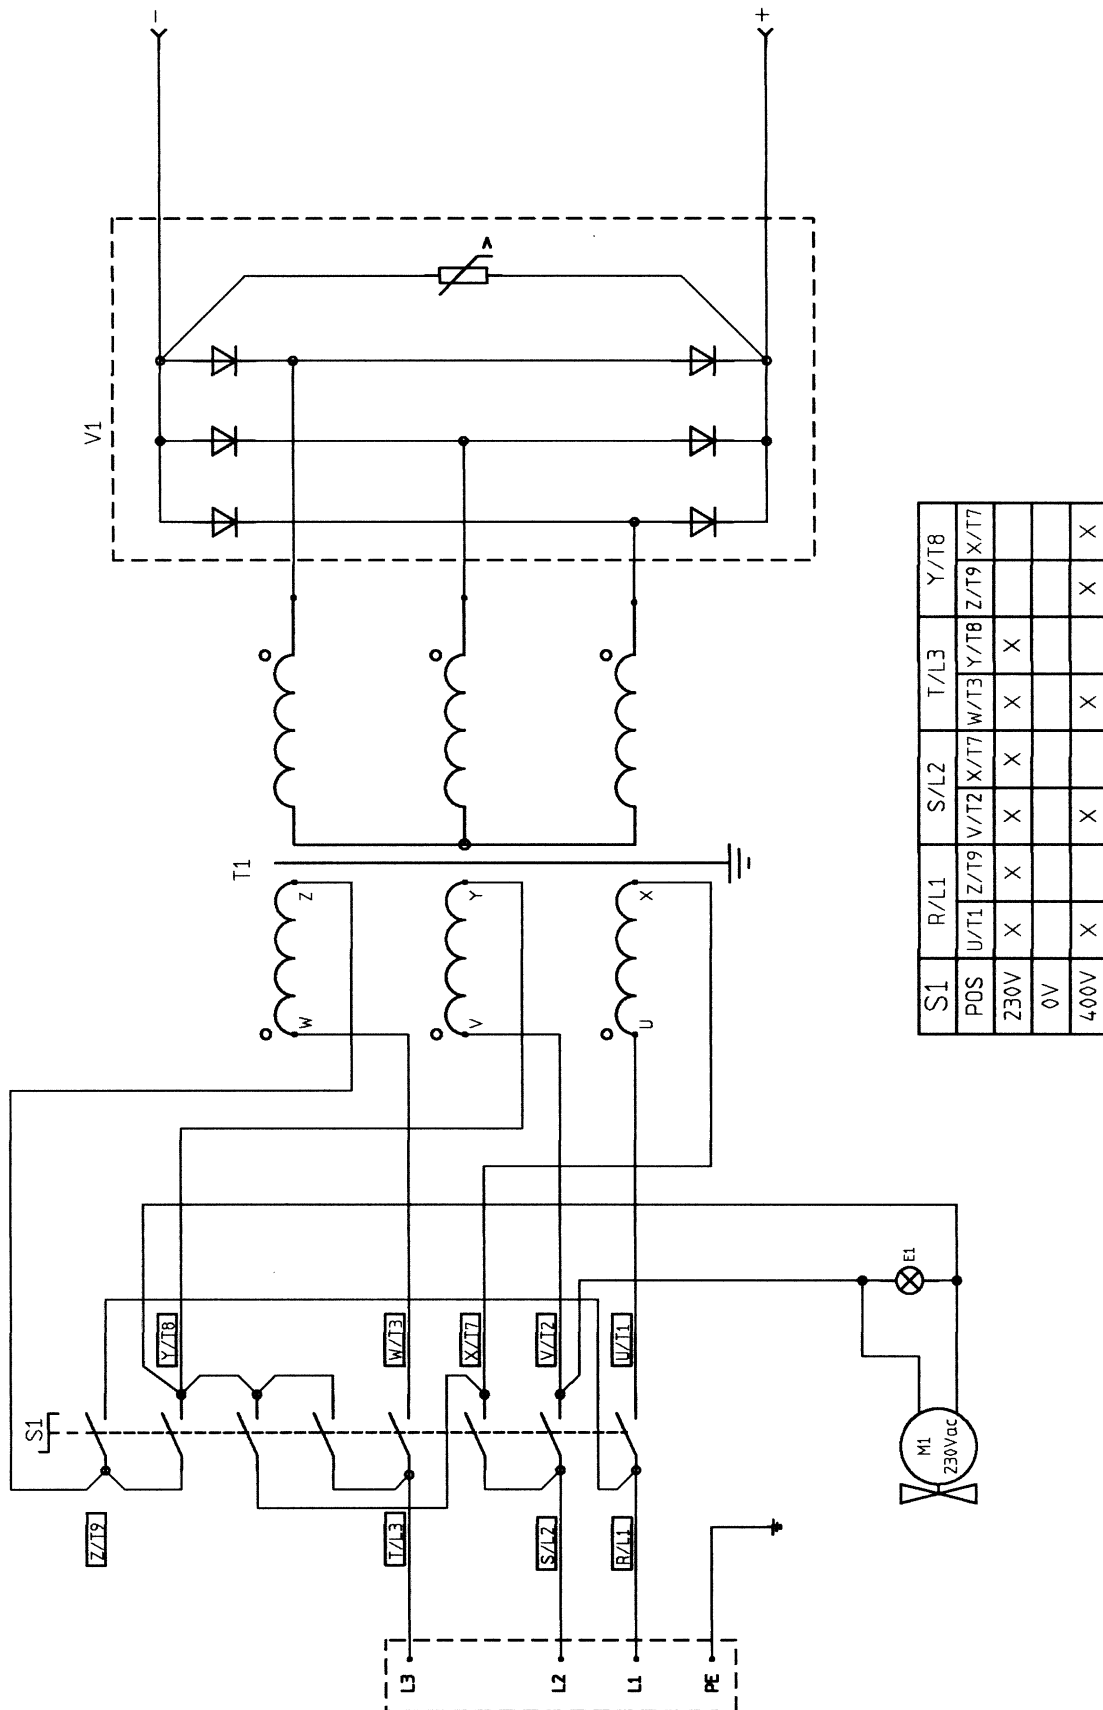 -
+
V1
T1
Z
Y
X
W
V
U
S1
Y/T8
W/T3
X/T7
V/T2
U/T1
Z/T9
T/L3
S/L2
R/L1
E1
M1
230Vac
L3
L2
L1
PE
S1 R/L1 S/L2 T/L3 Y/T8
POS U/T1 Z/T9 V/T2 X/T7 W/T3 Y/T8 Z/T9 X/T7
230V X X X X X X
0V
400V X X X X X